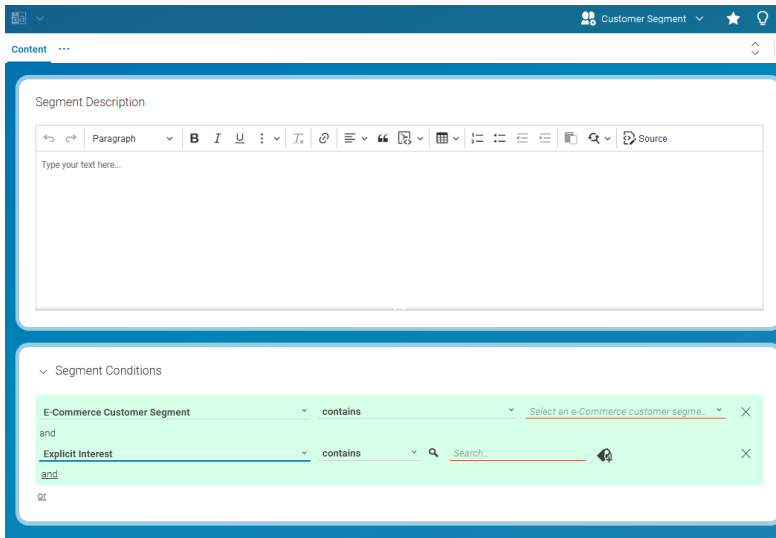 Customer Segment
Content ...
Segment Description
Paragraph B I U Source
Type your text here...
Segment Conditions
E-Commerce Customer Segment contains Select an e-Commerce customer segme...
and
Explicit Interest contains Search...
and
or